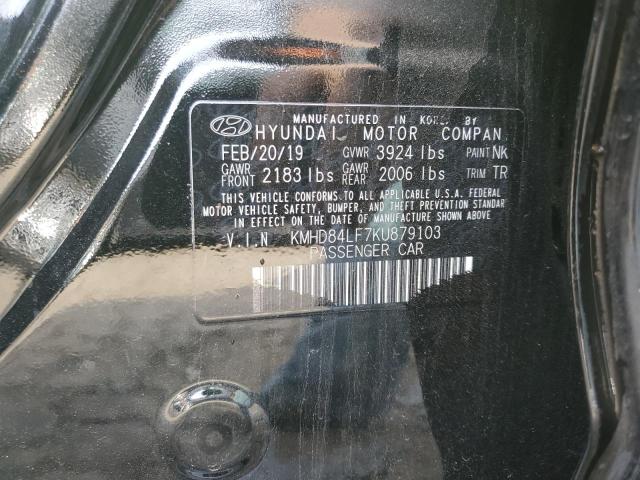 MANUFACTURED IN KOREA BY
HYUNDAI MOTOR COMPAN
FEB/20/19 GVWR 3924 lbs PAINT NK
GAWR FRONT 2183 lbs GAWR REAR 2006 lbs TRIM TR
THIS VEHICLE CONFORMS TO ALL APPLICABLE U.S.A. FEDERAL
MOTOR VEHICLE SAFETY, BUMPER, AND THEFT PREVENTION STANDAR
IN EFFECT ON THE DATE OF MANUFACTURE SHOWN ABOVE
V.I.N KMHD84LF7KU879103
PASSENGER CAR